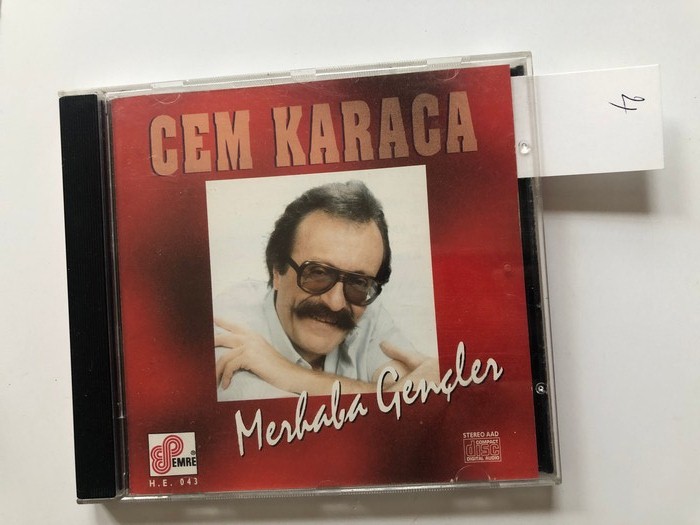 CEM KARACA
Merhaba Gençler
EMRE ®
H.E. 043
STEREO AAD
COMPACT
disc
DIGITAL AUDIO